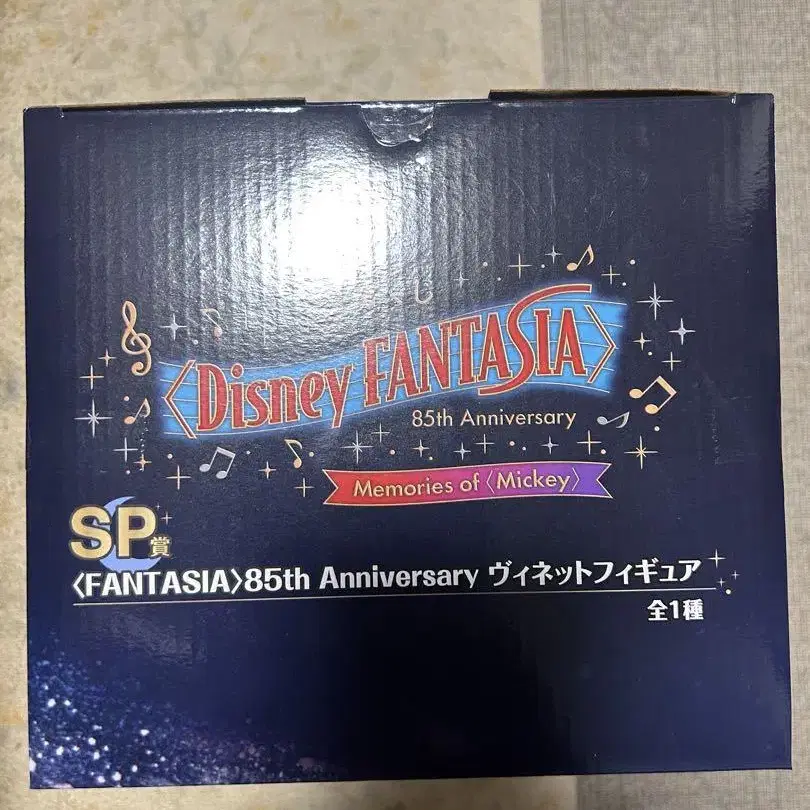 〈Disney FANTASIA〉
85th Anniversary
Memories of〈Mickey〉
SP賞
〈FANTASIA〉85th Anniversary ヴィネットフィギュア
全1種